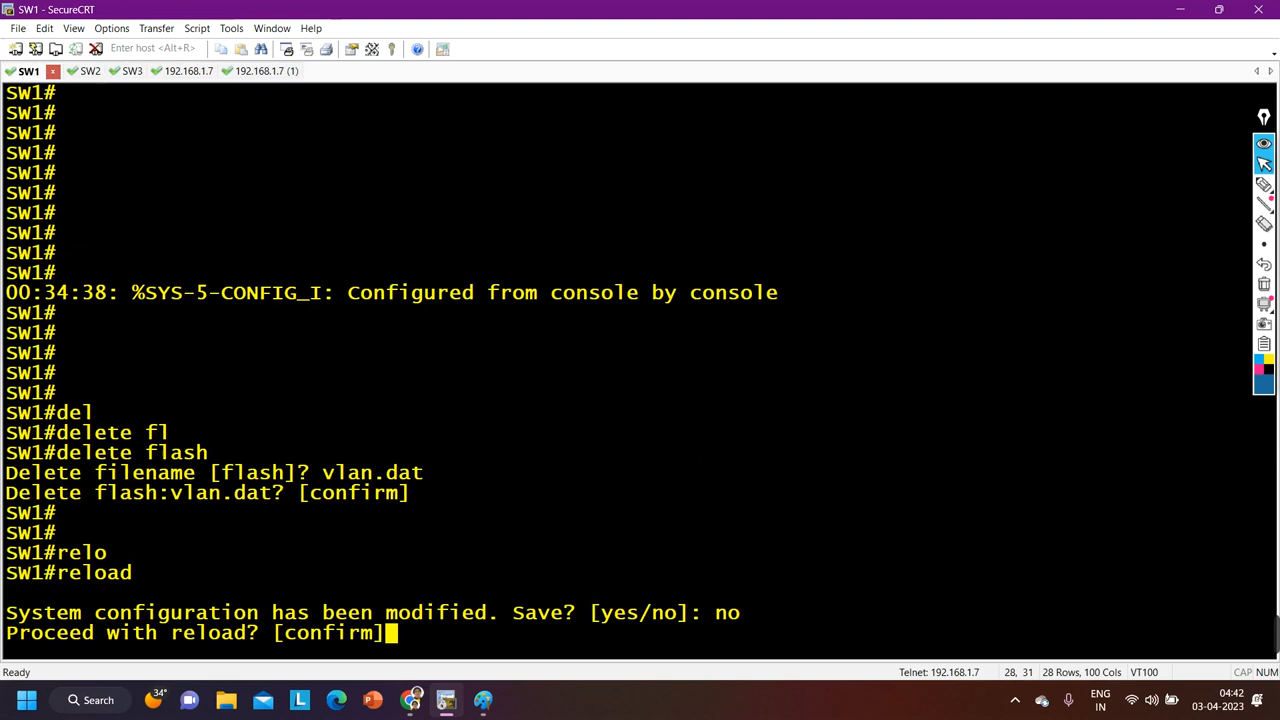 SW1 - SecureCRT
File Edit View Options Transfer Script Tools Window Help
Enter host <Alt+R>
SW1 x SW2 SW3 192.168.1.7 192.168.1.7 (1)
SW1#
SW1#
SW1#
SW1#
SW1#
SW1#
SW1#
SW1#
SW1#
SW1#
00:34:38: %SYS-5-CONFIG_I: Configured from console by console
SW1#
SW1#
SW1#
SW1#
SW1#
SW1#del
SW1#delete fl
SW1#delete flash
Delete filename [flash]? vlan.dat
Delete flash:vlan.dat? [confirm]
SW1#
SW1#
SW1#relo
SW1#reload
System configuration has been modified. Save? [yes/no]: no
Proceed with reload? [confirm]
Ready Telnet: 192.168.1.7 28, 31 28 Rows, 100 Cols VT100 CAP NUM
34° Search L P ENG 04:42
IN 03-04-2023